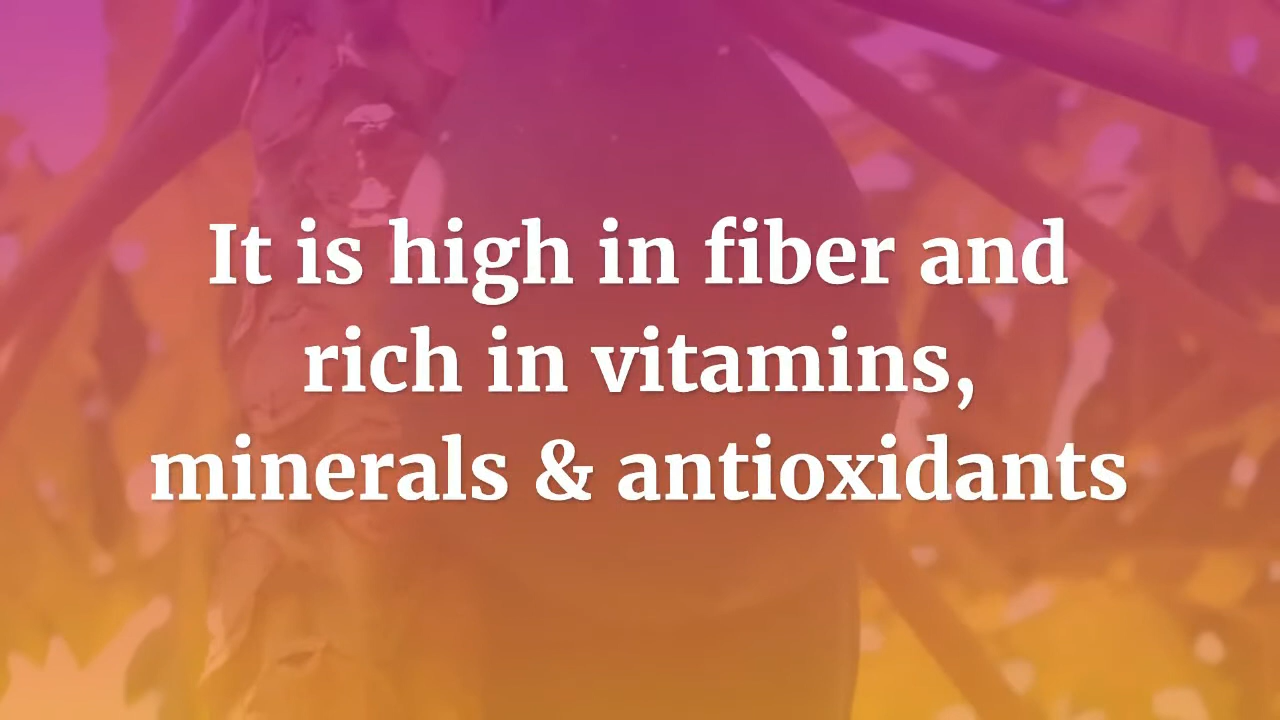 It is high in fiber and
rich in vitamins,
minerals & antioxidants